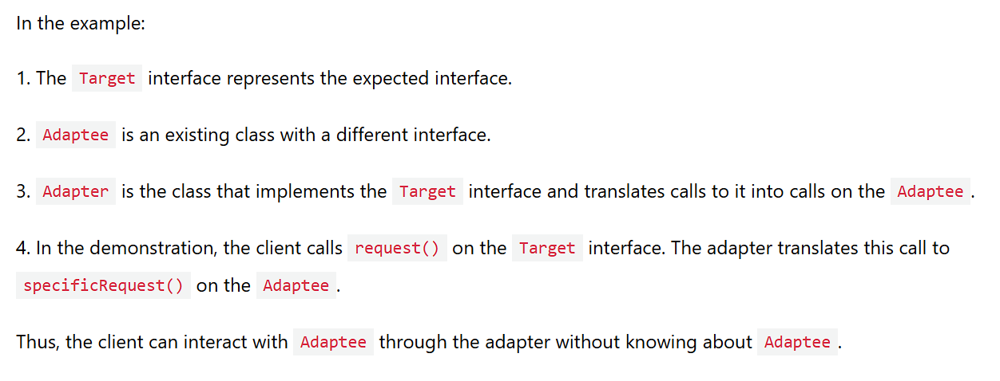 In the example:
1. The Target interface represents the expected interface.
2. Adaptee is an existing class with a different interface.
3. Adapter is the class that implements the Target interface and translates calls to it into calls on the Adaptee.
4. In the demonstration, the client calls request() on the Target interface. The adapter translates this call to
specificRequest() on the Adaptee.
Thus, the client can interact with Adaptee through the adapter without knowing about Adaptee.